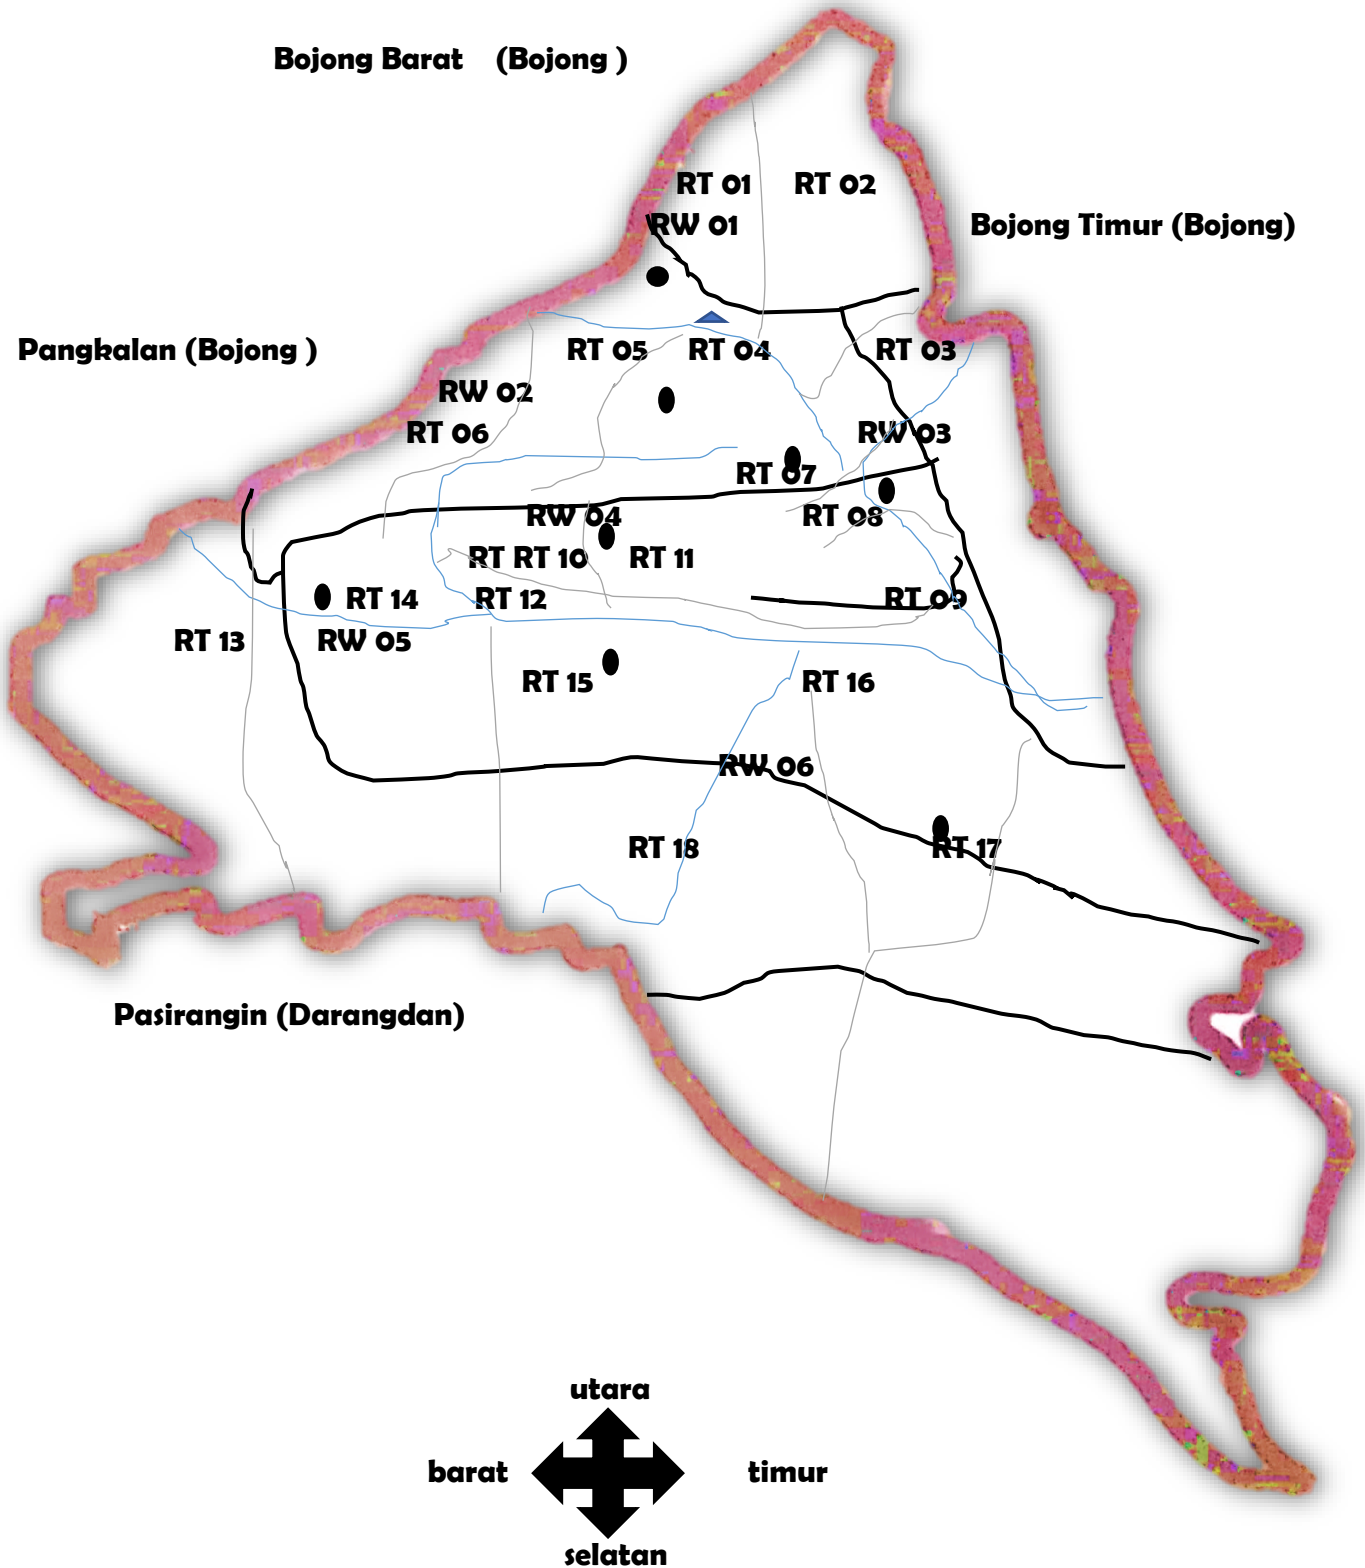 Bojong Barat (Bojong )
RT 01 RT 02
RW 01
Bojong Timur (Bojong)
Pangkalan (Bojong )
RT 05 RT 04 RT 03
RW 02
RT 06 RW 03
RT 07
RW 04 RT 08
RT RT 10 RT 11
RT 14 RT 12 RT 09
RT 13 RW 05
RT 15 RT 16
RW 06
RT 18 RT 17
Pasirangin (Darangdan)
utara
barat timur
selatan